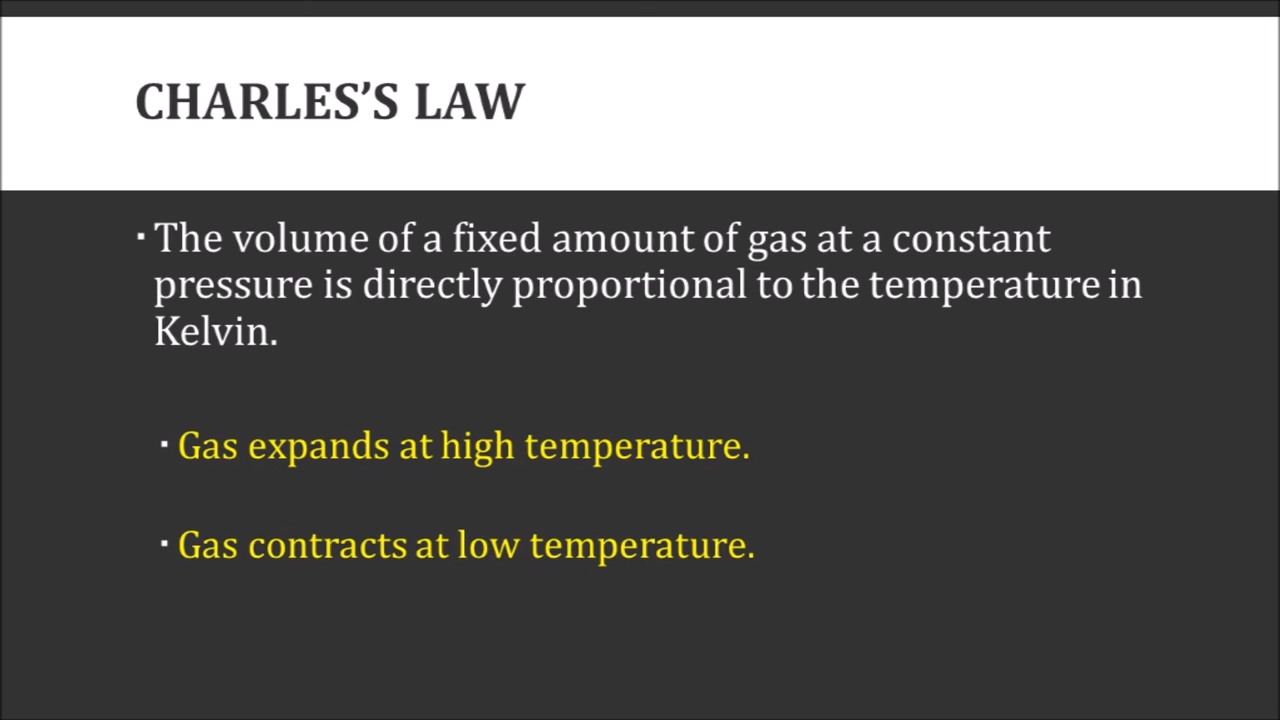 CHARLES’S LAW
▪ The volume of a fixed amount of gas at a constant
pressure is directly proportional to the temperature in
Kelvin.
▪ Gas expands at high temperature.
▪ Gas contracts at low temperature.